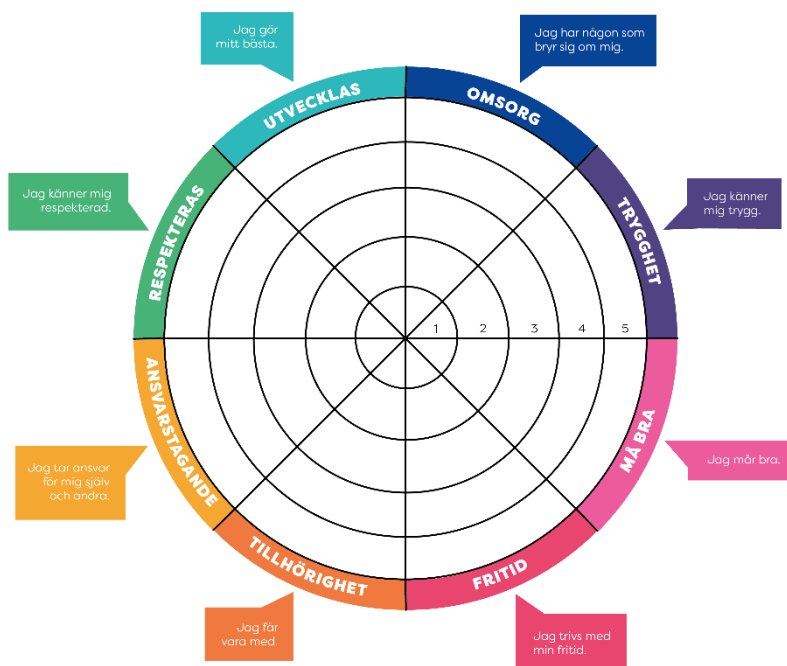 Jag gör
mitt bästa.
Jag har någon som
bryr sig om mig.
UTVECKLAS
OMSORG
Jag känner mig
respekterad.
RESPEKTERAS
TRYGGHET
Jag känner
mig trygg.
1 2 3 4 5
ANSVARSTAGANDE
MÅ BRA
Jag tar ansvar
för mig själv
och andra.
Jag mår bra.
TILLHÖRIGHET
FRITID
Jag får
vara med.
Jag trivs med
min fritid.